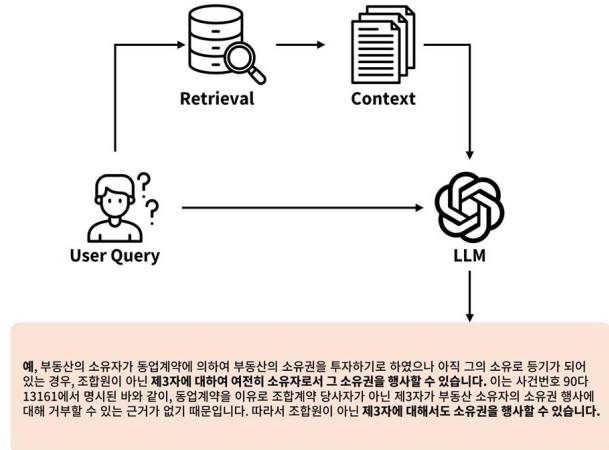 Retrieval
Context
User Query
LLM
예, 부동산의 소유자가 동업계약에 의하여 부동산의 소유권을 투자하기로 하였으나 아직 그의 소유로 등기가 되어
있는 경우, 조합원이 아닌 제3자에 대하여 여전히 소유자로서 그 소유권을 행사할 수 있습니다. 이는 사건번호 90다
13161에서 명시된 바와 같이, 동업계약을 이유로 조합계약 당사자가 아닌 제3자가 부동산 소유자의 소유권 행사에
대해 거부할 수 있는 근거가 없기 때문입니다. 따라서 조합원이 아닌 제3자에 대해서도 소유권을 행사할 수 있습니다.